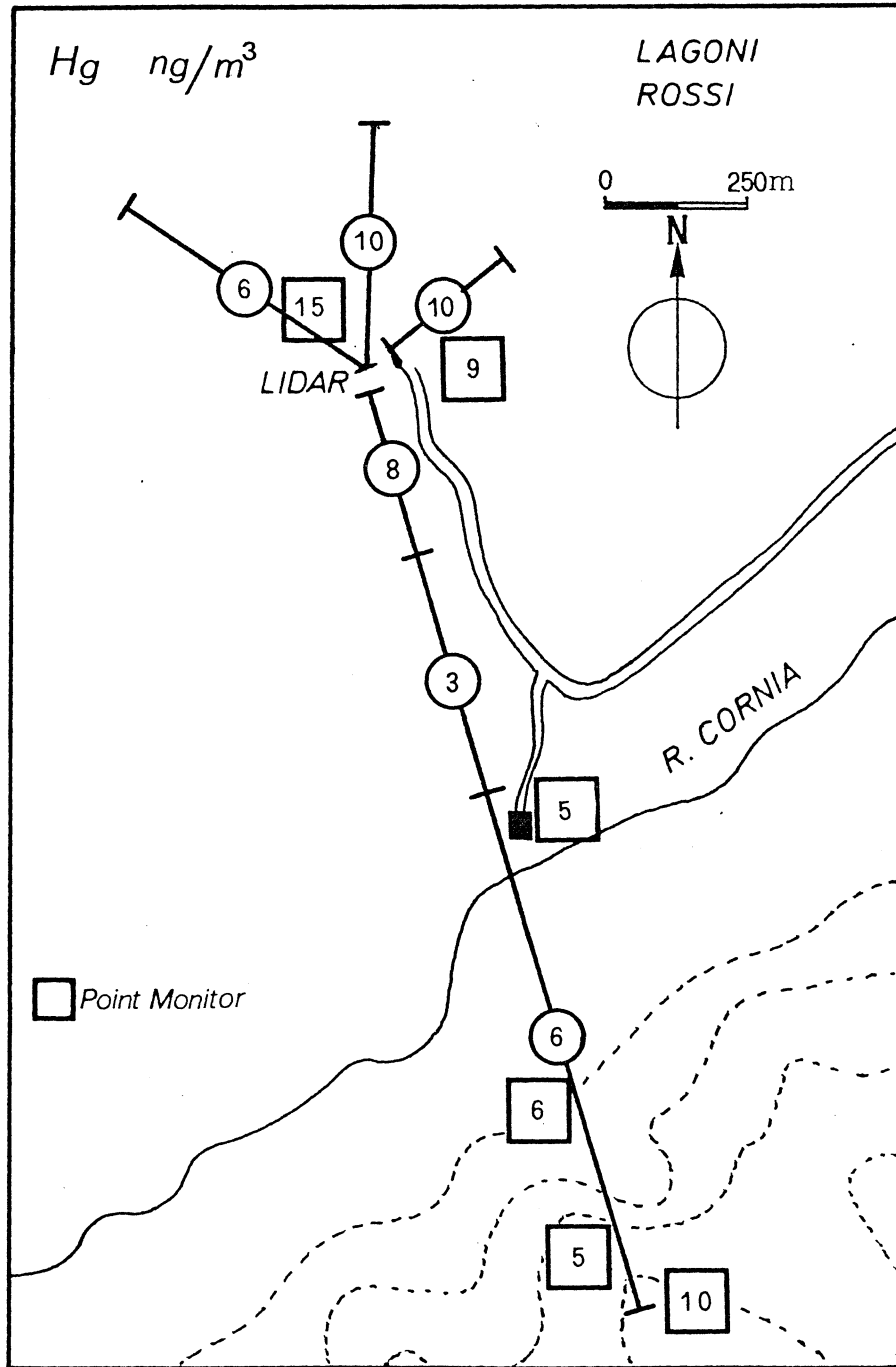 Hg ng/m³
LAGONI
ROSSI
0 250m
N
10
6
15
10
9
LIDAR
8
3
R. CORNIA
5
Point Monitor
6
6
5
10